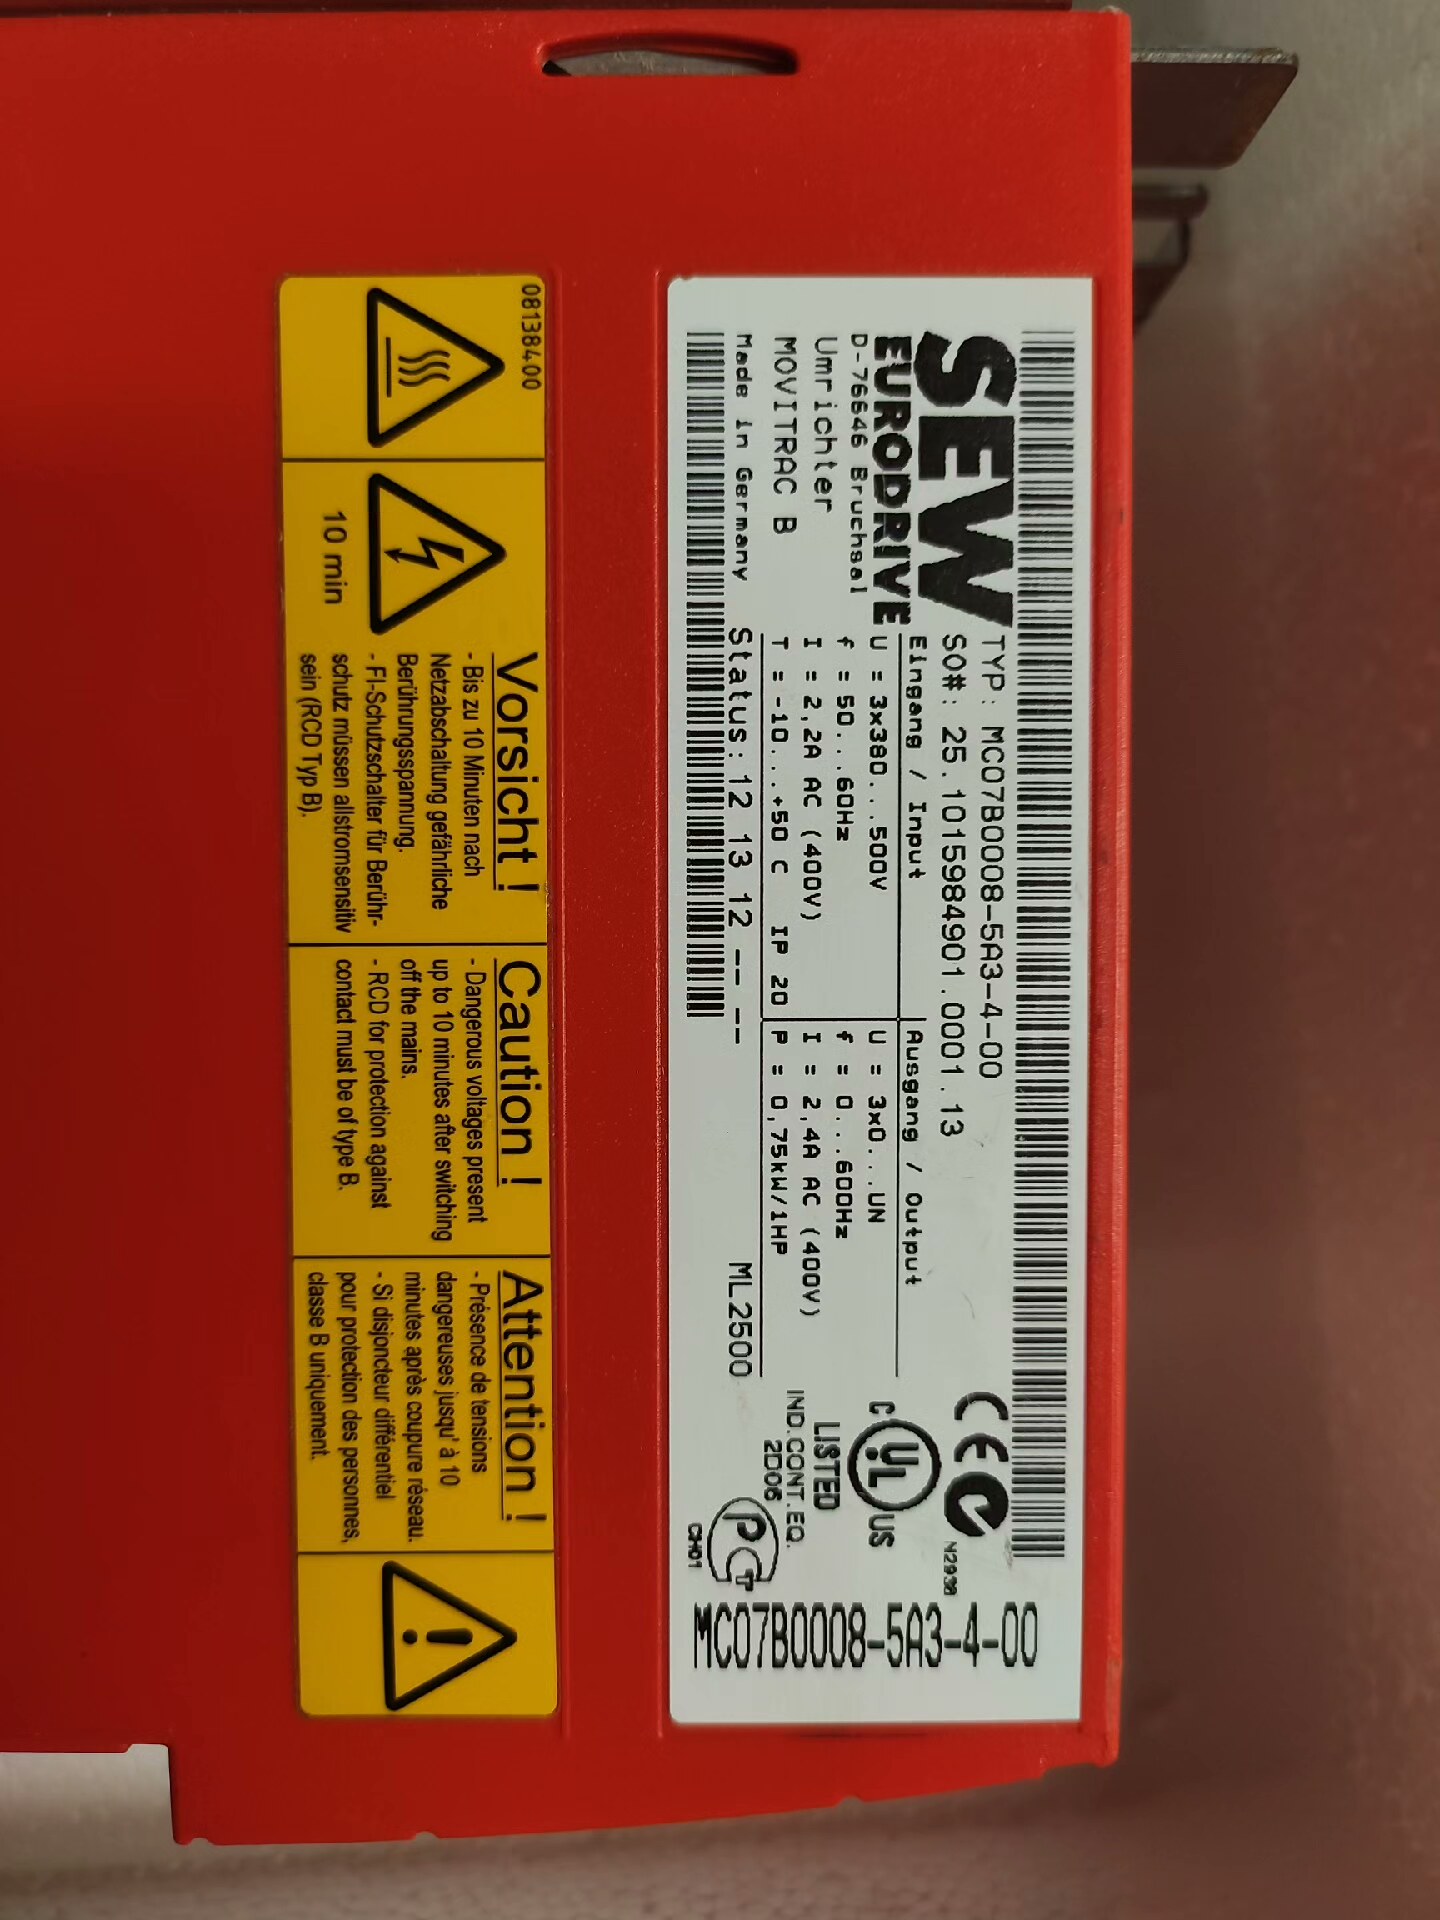 SEW
EURODRIVE
D-76646 Bruchsal
Umrichter
MOVITRAC B
Made in Germany
TYP: MC07B0008-5A3-4-00
SO#: 25.1015984901.0001.13
Eingang / Input
U = 3x380...500V
f = 50...60Hz
I = 2,2A AC (400V)
T = -10...+50 C IP 20
Ausgang / Output
U = 3x0...UN
f = 0...600Hz
I = 2,4A AC (400V)
P = 0,75kW/1HP
Status: 12 13 12 -- --
ML2500
CE
N2936
C UL US
LISTED
IND.CONT.EQ.
2D06
PCT
CH01
MC07B0008-5A3-4-00
08138400
10 min
Vorsicht !
- Bis zu 10 Minuten nach
Netzabschaltung gefährliche
Berührungsspannung.
- FI-Schutzschalter für Berühr-
schutz müssen allstromsensitiv
sein (RCD Typ B).
Caution !
- Dangerous voltages present
up to 10 minutes after switching
off the mains.
- RCD for protection against
contact must be of type B.
Attention !
- Présence de tensions
dangereuses jusqu' à 10
minutes après coupure réseau.
- Si disjoncteur différentiel
pour protection des personnes,
classe B uniquement.